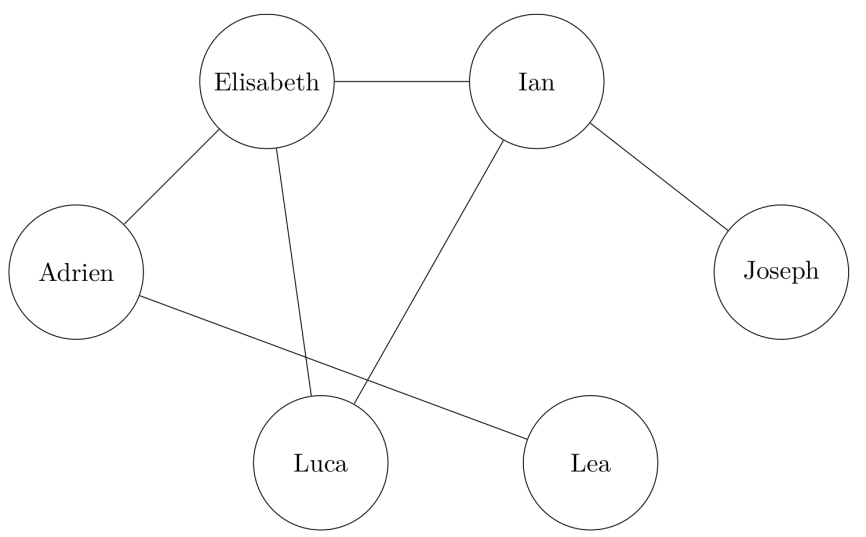 Elisabeth
Ian
Adrien
Joseph
Luca
Lea